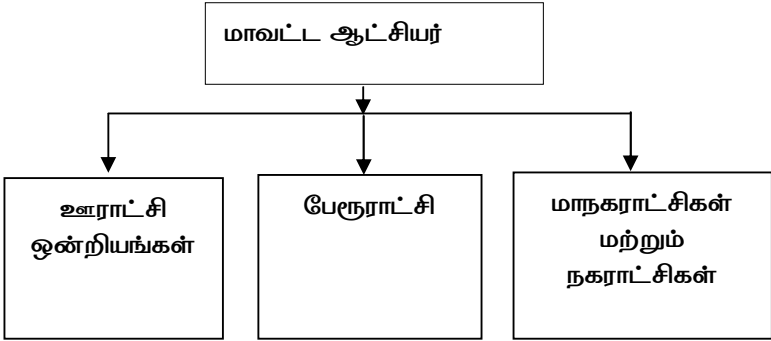 மாவட்ட ஆட்சியர்
ஊராட்சி
ஒன்றியங்கள்
பேரூராட்சி
மாநகராட்சிகள்
மற்றும்
நகராட்சிகள்